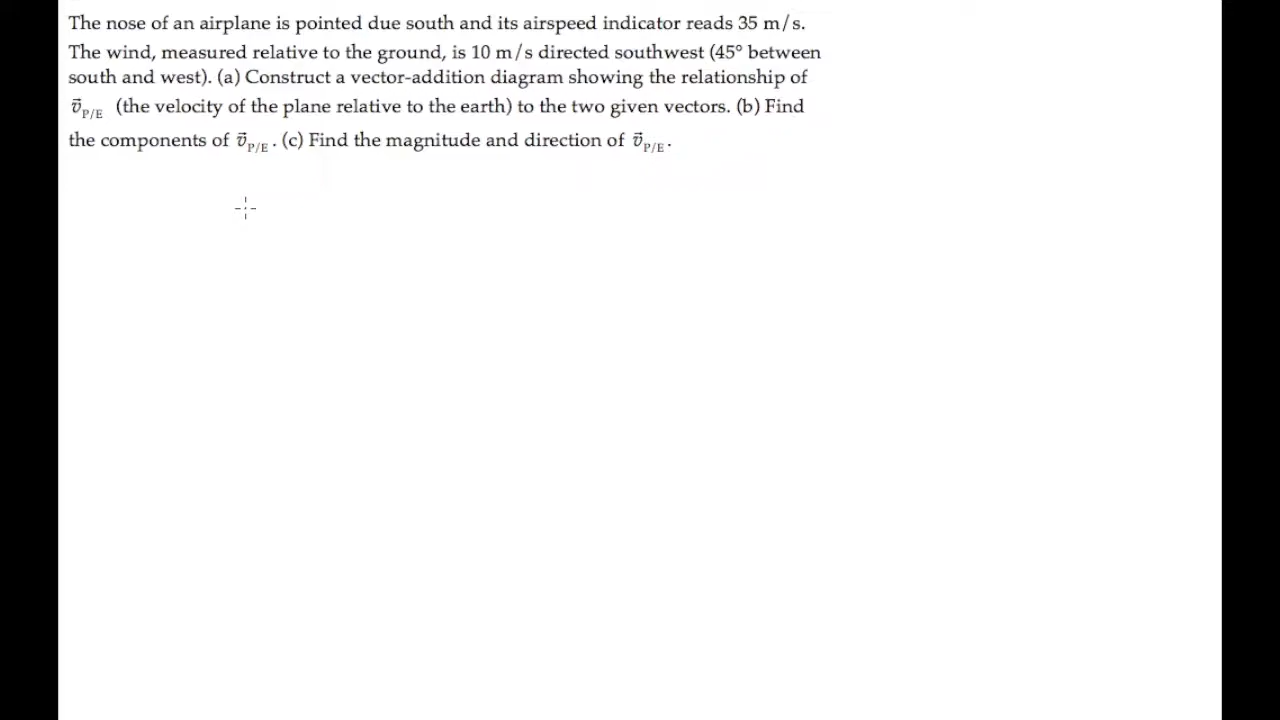 The nose of an airplane is pointed due south and its airspeed indicator reads 35 m/s.
The wind, measured relative to the ground, is 10 m/s directed southwest (45° between
south and west). (a) Construct a vector-addition diagram showing the relationship of
v⃗P/E (the velocity of the plane relative to the earth) to the two given vectors. (b) Find
the components of v⃗P/E. (c) Find the magnitude and direction of v⃗P/E.